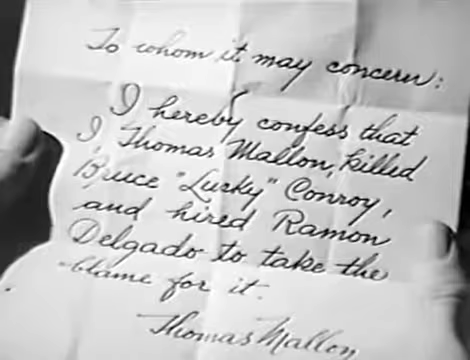 To whom it may concern:
I hereby confess that
I, Thomas Mallon, killed
Bruce "Lucky" Conroy,
and hired Ramon
Delgado to take the
blame for it.
Thomas Mallon